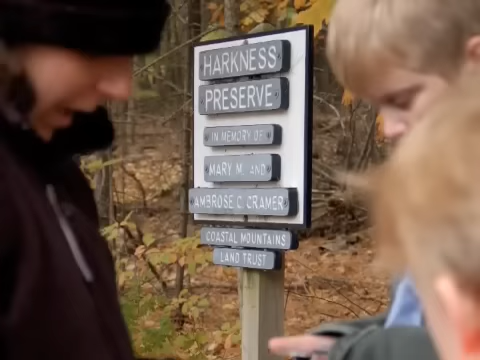 HARKNESS
PRESERVE
IN MEMORY OF
MARY M. AND
AMBROSE C. CRAMER
COASTAL MOUNTAINS
LAND TRUST